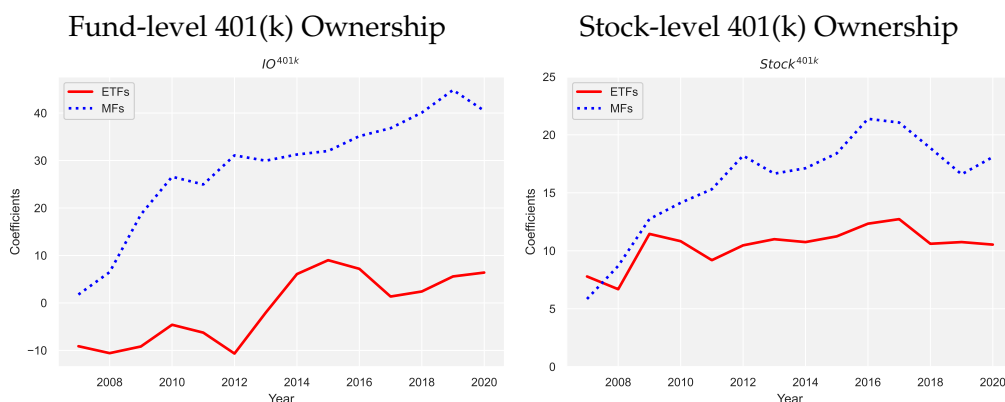 Fund-level 401(k) Ownership
IO^401k
ETFs
MFs
40
30
20
10
0
−10
Coefficients
2008 2010 2012 2014 2016 2018 2020
Year
Stock-level 401(k) Ownership
Stock^401k
ETFs
MFs
25
20
15
10
5
0
Coefficients
2008 2010 2012 2014 2016 2018 2020
Year